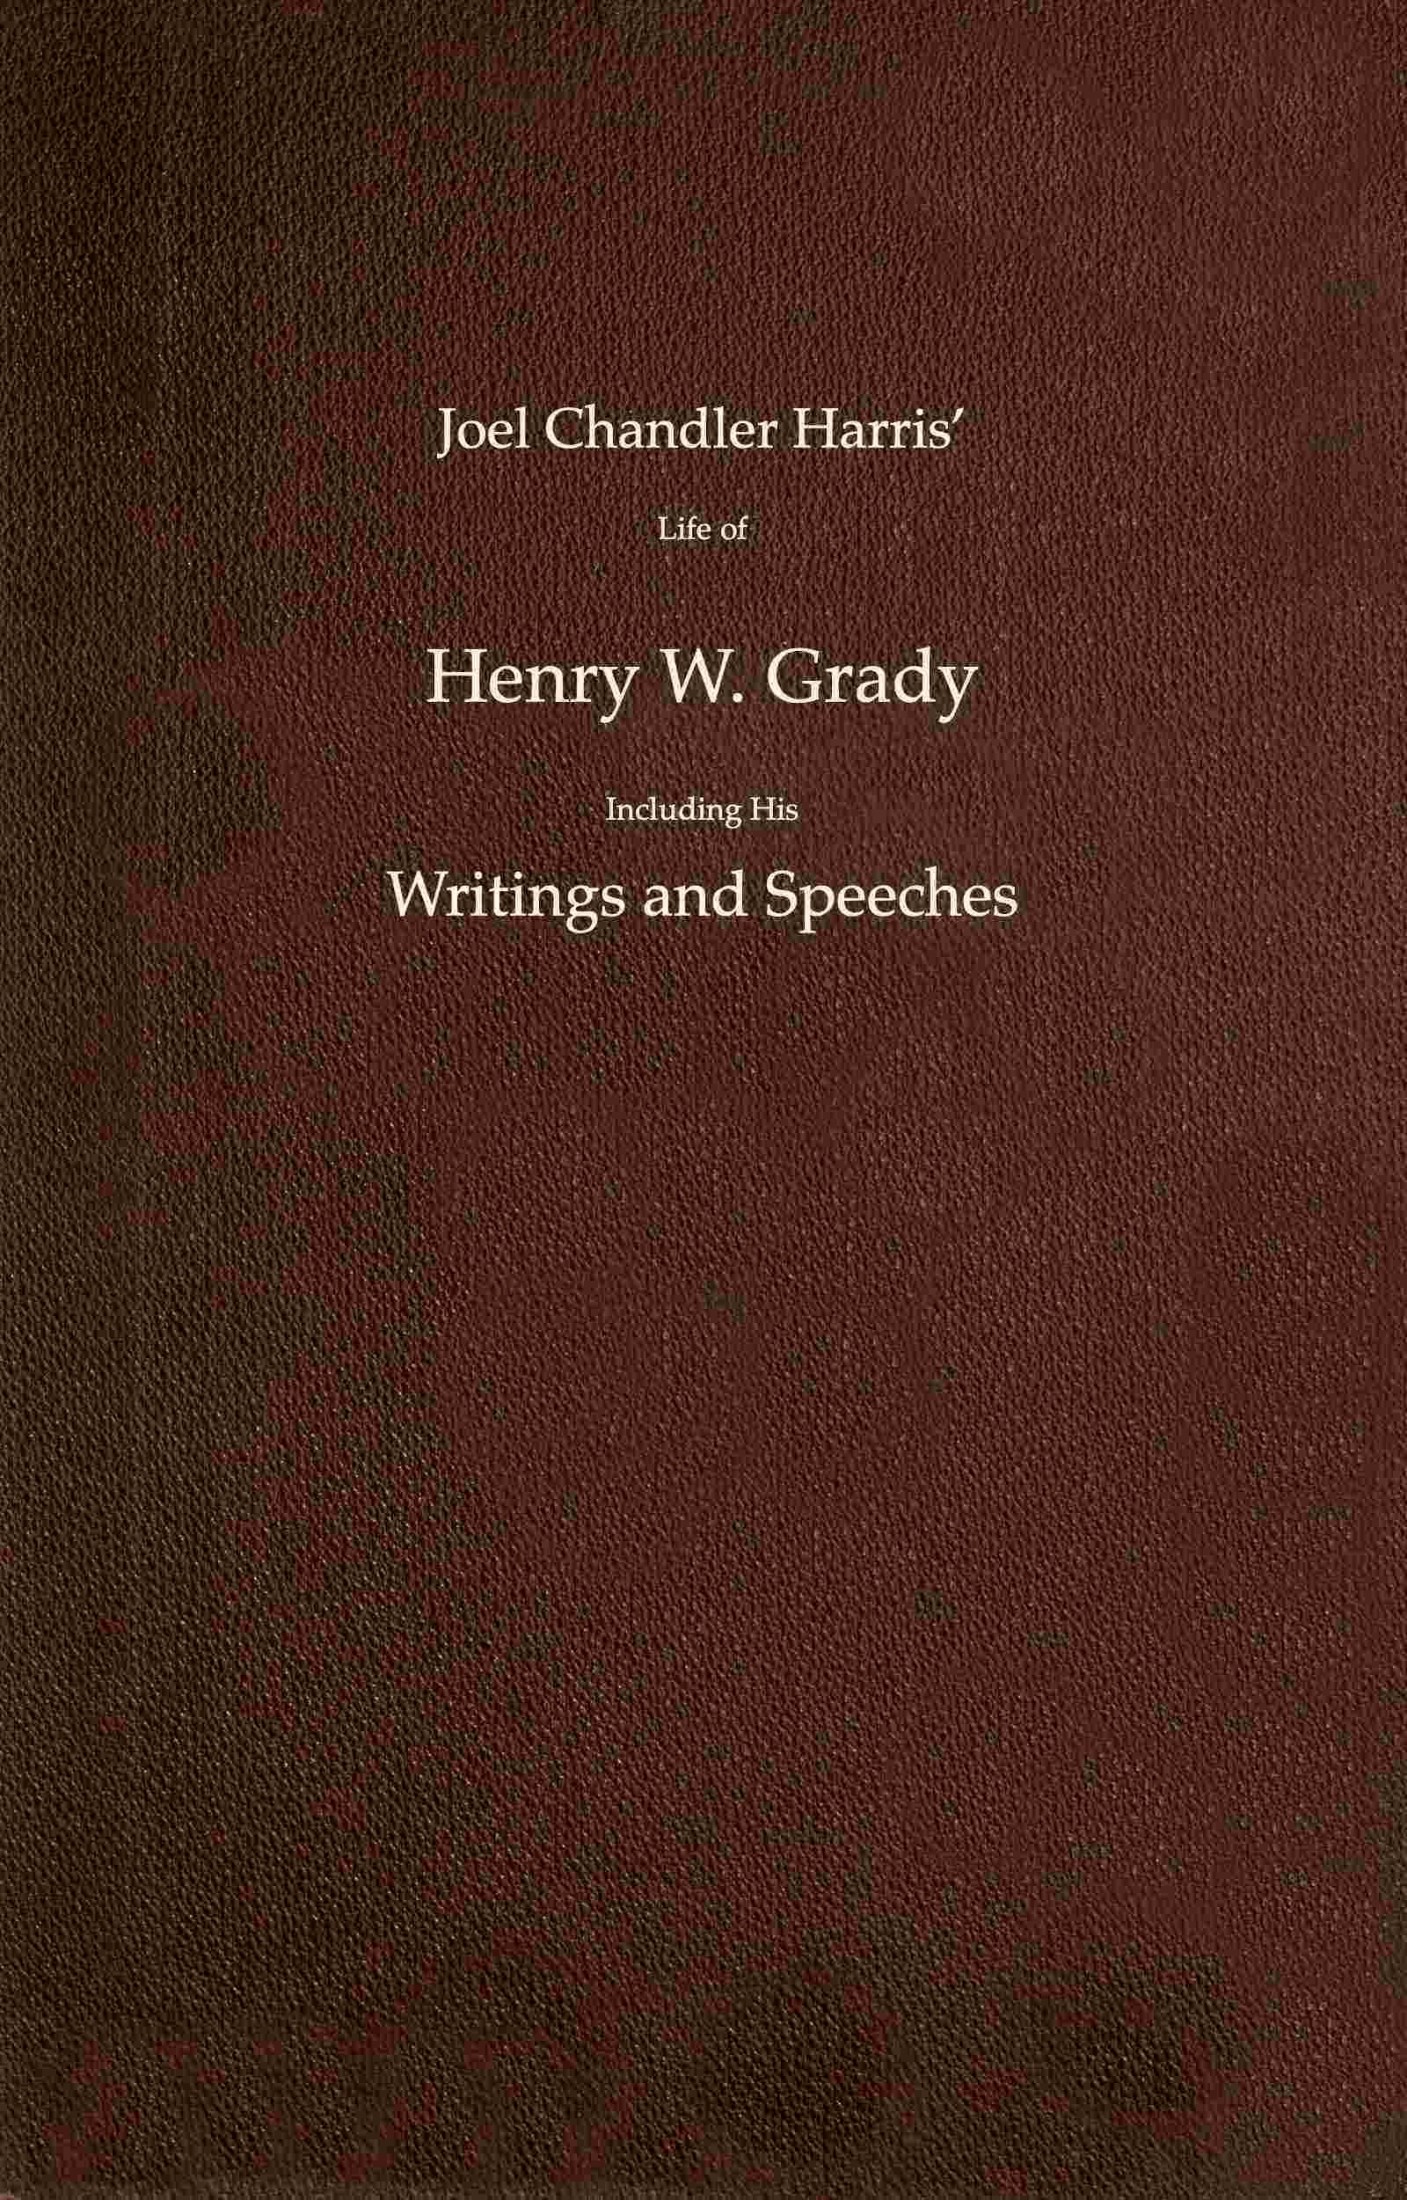 Joel Chandler Harris’
Life of
Henry W. Grady
Including His
Writings and Speeches